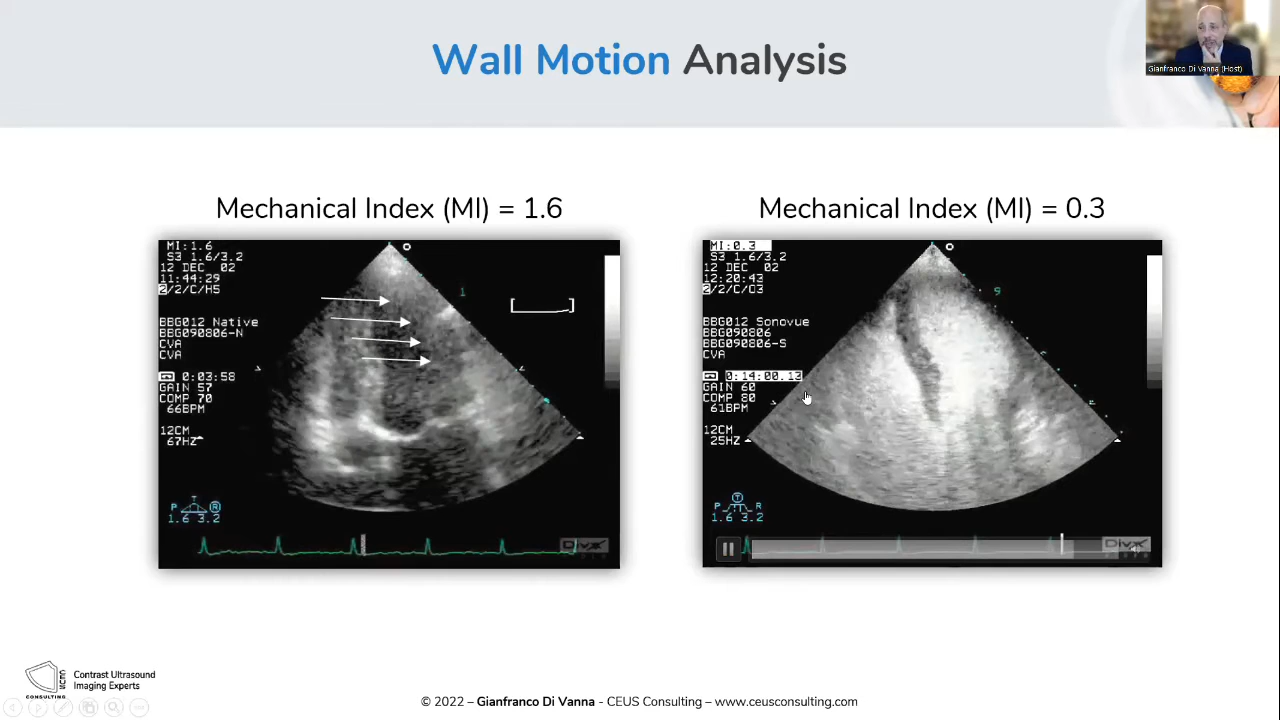 Wall Motion Analysis
Gianfranco Di Vanna (Host)
Mechanical Index (MI) = 1.6
MI:1.6
S3 1.6/3.2
12 DEC 02
11:44:29
2/2/C/H5
1
BBG012 Native
BBG090806-N
CVA
CVA
0:03:58
GAIN 57
COMP 70
66BPM
12CM
67HZ
T
P R
1.6 3.2
DivX
Mechanical Index (MI) = 0.3
MI:0.3
S3 1.6/3.2
12 DEC 02
12:20:43
2/2/C/O3
9
BBG012 Sonovue
BBG090806
BBG090806-S
CVA
0:14:00.13
GAIN 60
COMP 80
61BPM
12CM
25HZ
T
P R
1.6 3.2
DivX
CEUS
CONSULTING
Contrast Ultrasound
Imaging Experts
© 2022 – Gianfranco Di Vanna - CEUS Consulting – www.ceusconsulting.com